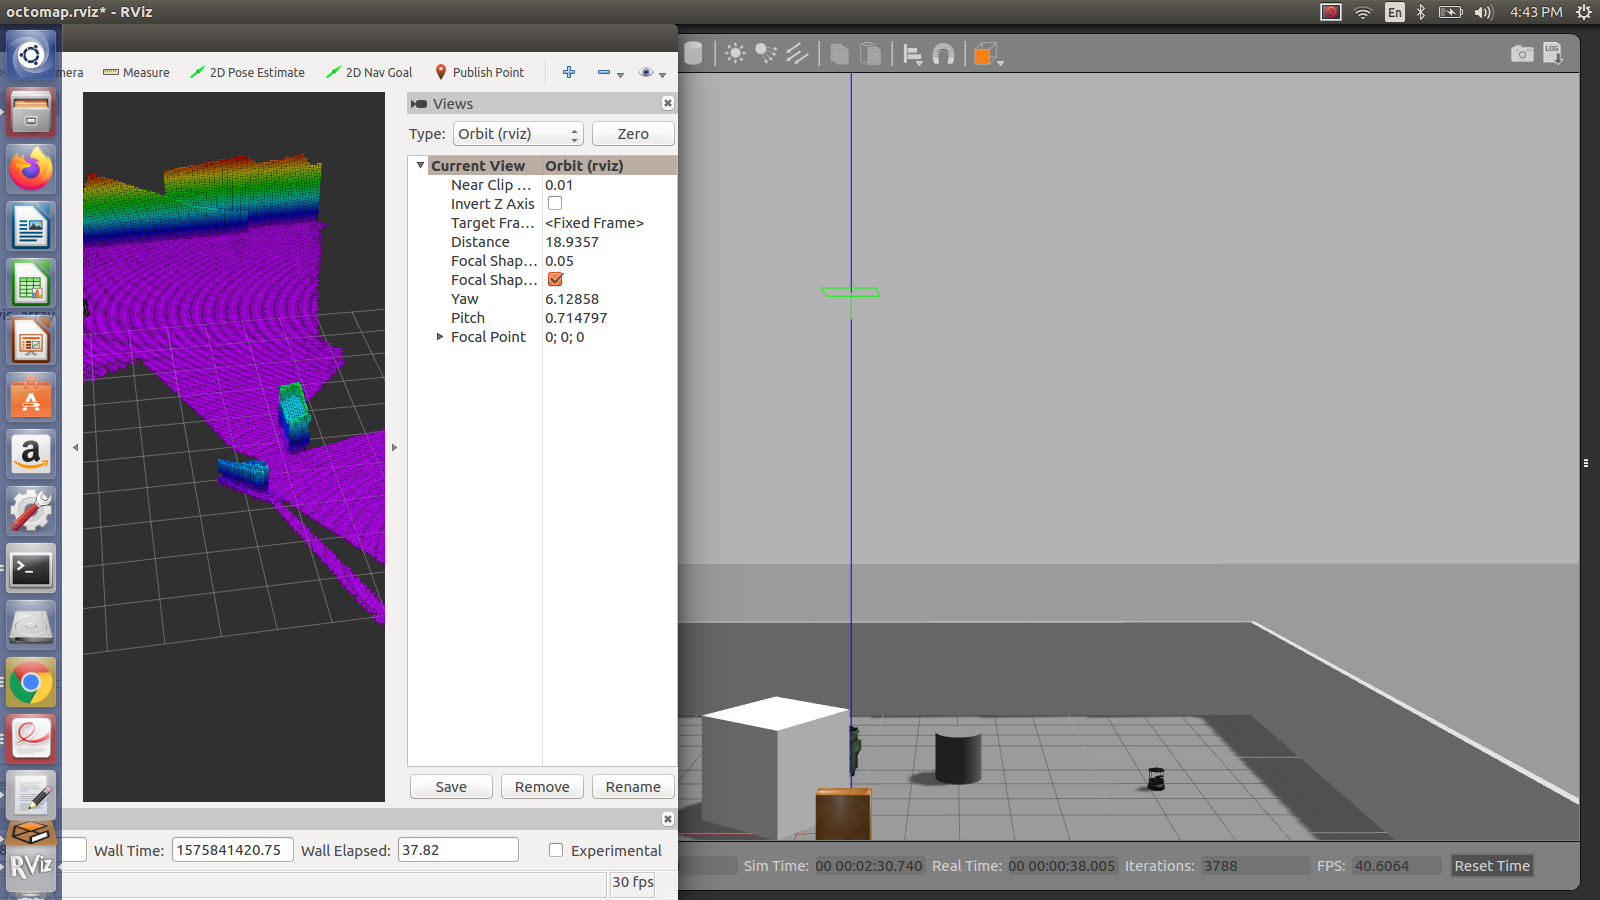 octomap.rviz* - RViz
En
4:43 PM
mera
Measure
2D Pose Estimate
2D Nav Goal
Publish Point
LOG
Views
Type:
Orbit (rviz)
Zero
Current View
Orbit (rviz)
Near Clip ...
0.01
Invert Z Axis
Target Fra...
<Fixed Frame>
Distance
18.9357
Focal Shap...
0.05
Focal Shap...
Yaw
6.12858
Pitch
0.714797
Focal Point
0; 0; 0
Save
Remove
Rename
Wall Time:
1575841420.75
Wall Elapsed:
37.82
Experimental
30 fps
RViz
Sim Time:
00 00:02:30.740
Real Time:
00 00:00:38.005
Iterations:
3788
FPS:
40.6064
Reset Time